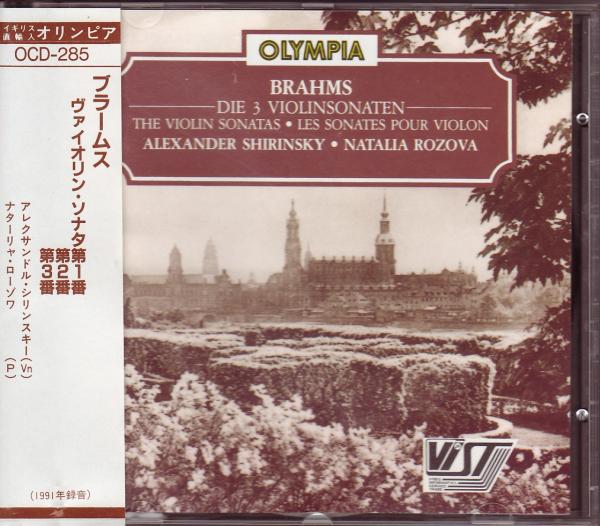 イギリス
直輸入
オリンピア
OCD-285
ブラームス
ヴァイオリン・ソナタ第1番
第2番
第3番
アレクサンドル・シリンスキー(Vn)
ナターリャ・ローゾワ (P)
(1991年録音)
OLYMPIA
BRAHMS
DIE 3 VIOLINSONATEN
THE VIOLIN SONATAS • LES SONATES POUR VIOLON
ALEXANDER SHIRINSKY • NATALIA ROZOVA
ViST